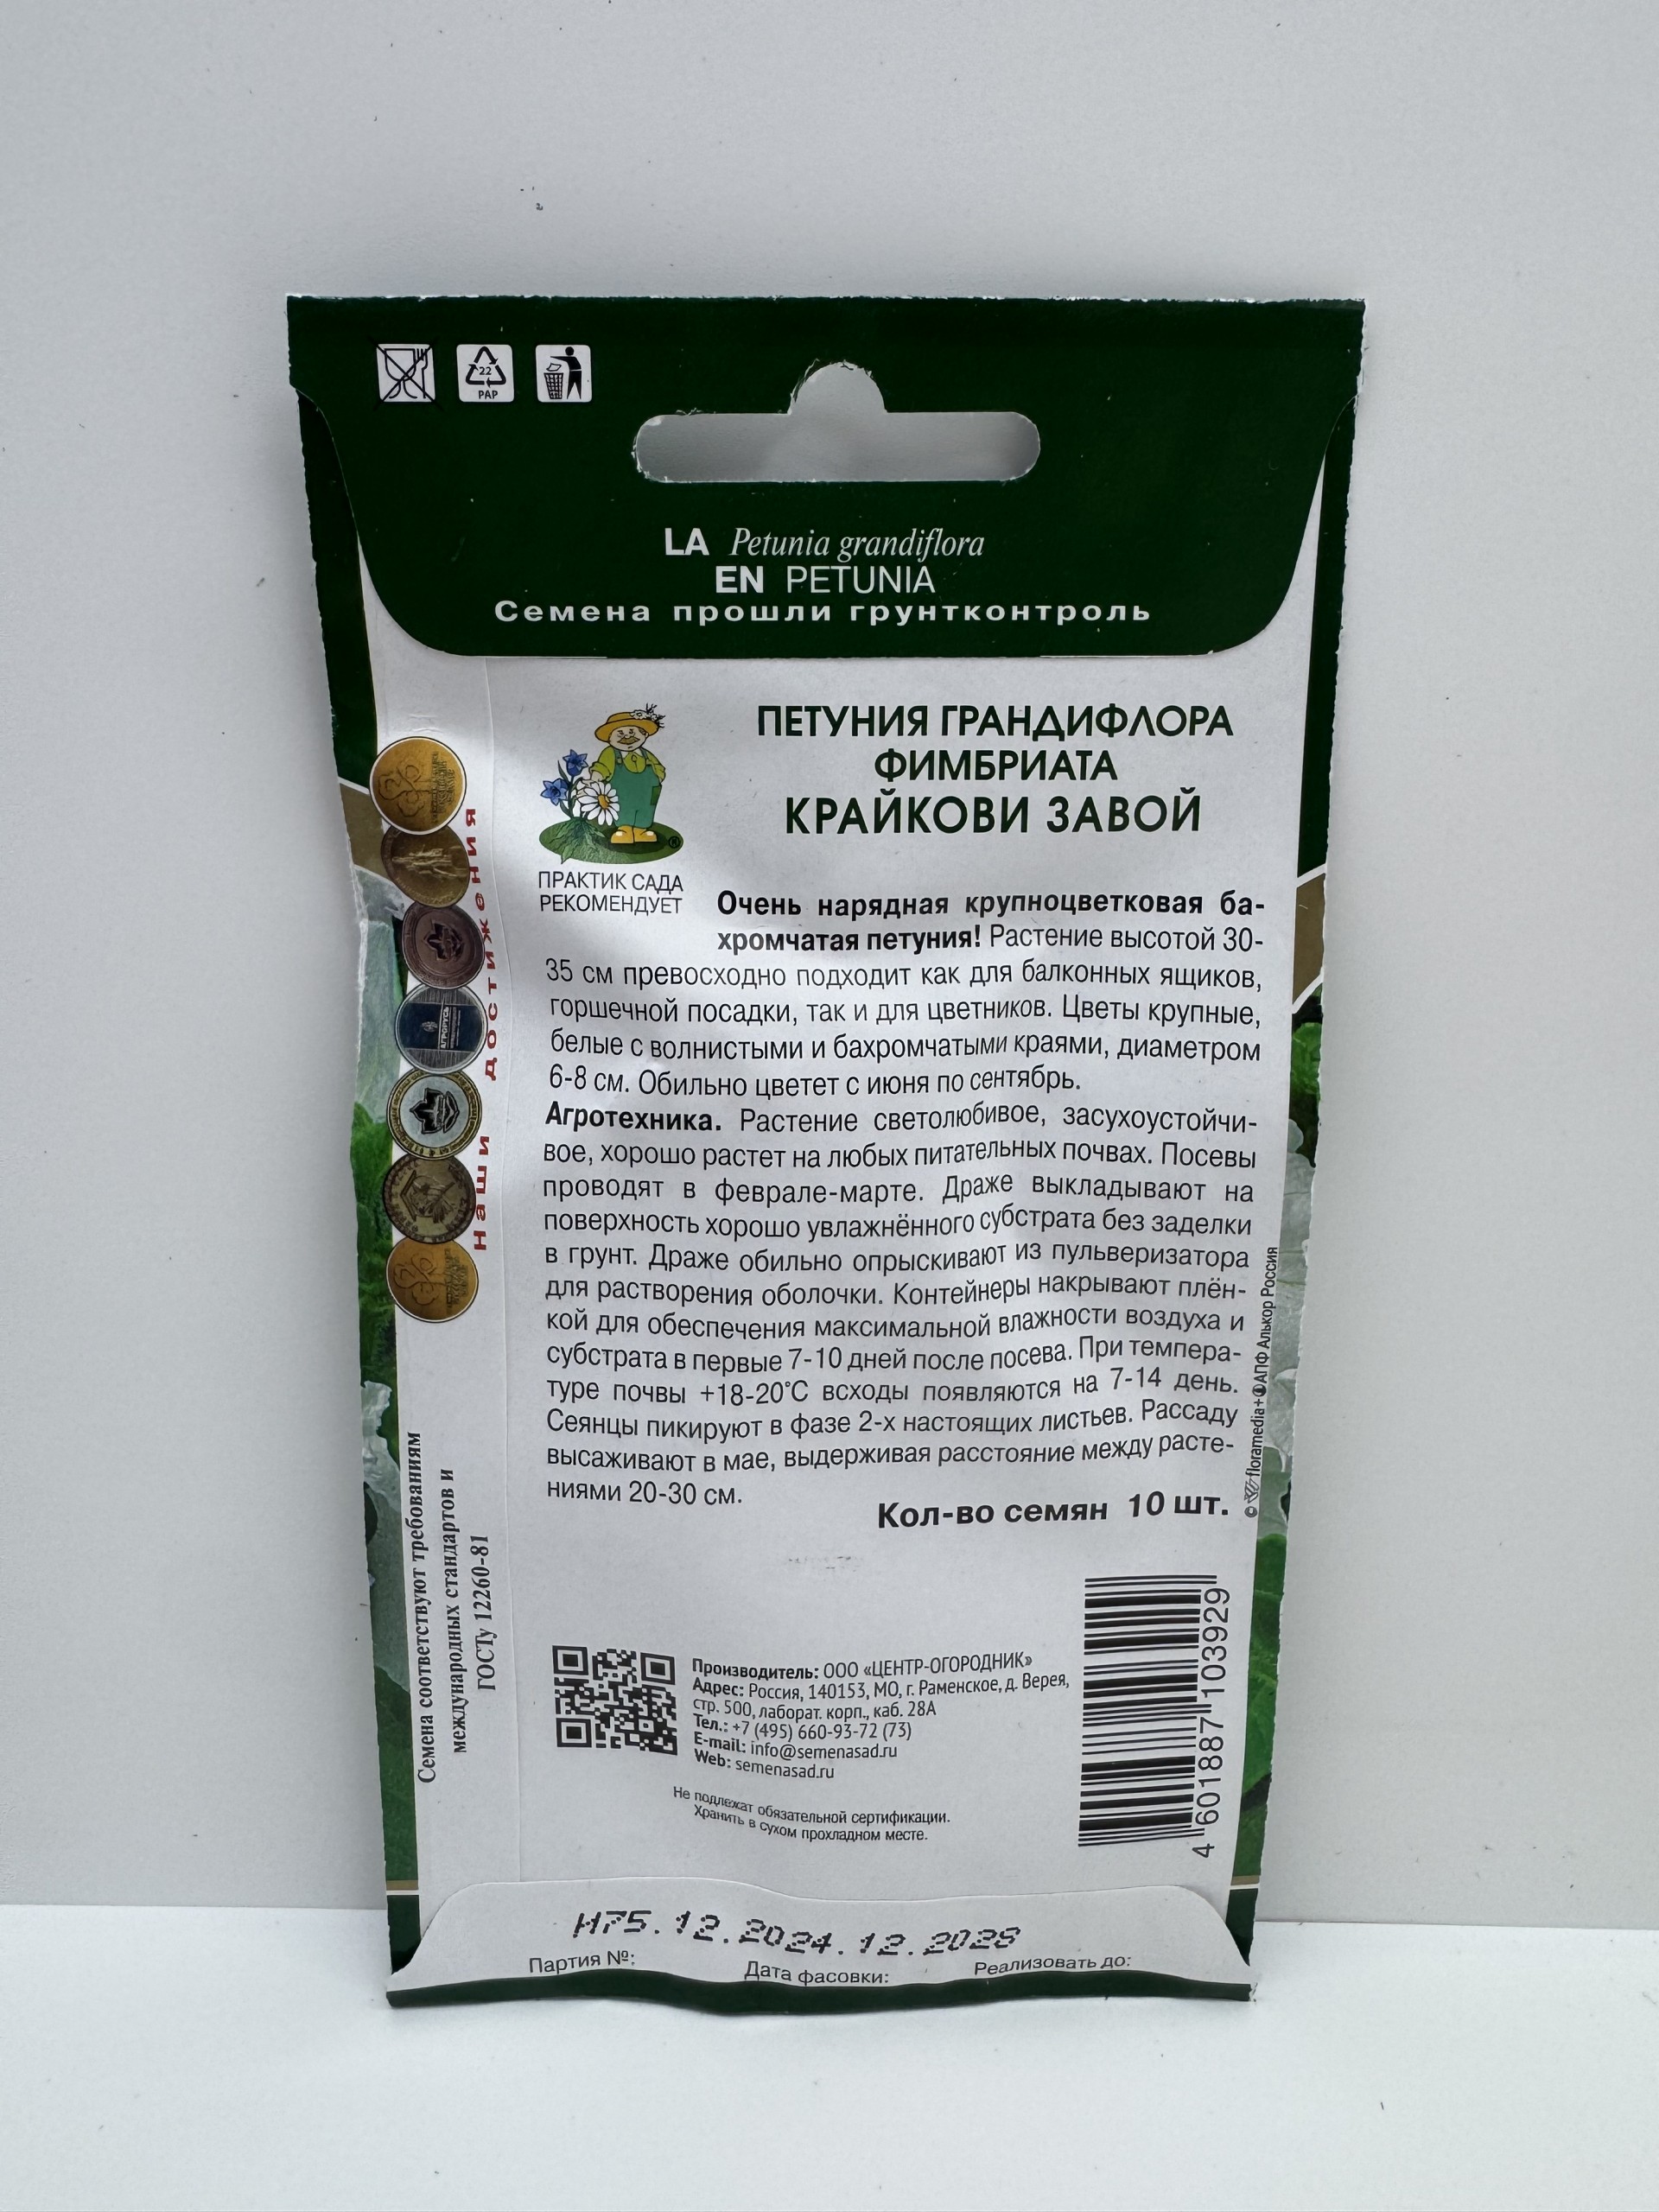 22
PAP
LA Petunia grandiflora
EN PETUNIA
Семена прошли грунтконтроль
ПЕТУНИЯ ГРАНДИФЛОРА
ФИМБРИАТА
КРАЙКОВИ ЗАВОЙ
ПРАКТИК САДА
РЕКОМЕНДУЕТ
Очень нарядная крупноцветковая ба-
хромчатая петуния! Растение высотой 30-
35 см превосходно подходит как для балконных ящиков,
горшечной посадки, так и для цветников. Цветы крупные,
белые с волнистыми и бахромчатыми краями, диаметром
6-8 см. Обильно цветет с июня по сентябрь.
Агротехника. Растение светолюбивое, засухоустойчи-
вое, хорошо растет на любых питательных почвах. Посевы
проводят в феврале-марте. Драже выкладывают на
поверхность хорошо увлажнённого субстрата без заделки
в грунт. Драже обильно опрыскивают из пульверизатора
для растворения оболочки. Контейнеры накрывают плён-
кой для обеспечения максимальной влажности воздуха и
субстрата в первые 7-10 дней после посева. При темпера-
туре почвы +18-20°С всходы появляются на 7-14 день.
Сеянцы пикируют в фазе 2-х настоящих листьев. Рассаду
высаживают в мае, выдерживая расстояние между расте-
ниями 20-30 см.
Кол-во семян 10 шт.
© floramedia+ АПФ Алькор Россия
наши достижения
АГРОРУСЬ
Семена соответствуют требованиям
международных стандартов и
ГОСТу 12260-81
Производитель: ООО «ЦЕНТР-ОГОРОДНИК»
Адрес: Россия, 140153, МО, г. Раменское, д. Верея,
стр. 500, лаборат. корп., каб. 28А
Тел.: +7 (495) 660-93-72 (73)
E-mail: info@semenasad.ru
Web: semenasad.ru
Не подлежат обязательной сертификации.
Хранить в сухом прохладном месте.
4 601887 103929
Н75.12.2024.12.2028
Партия №: Дата фасовки: Реализовать до: